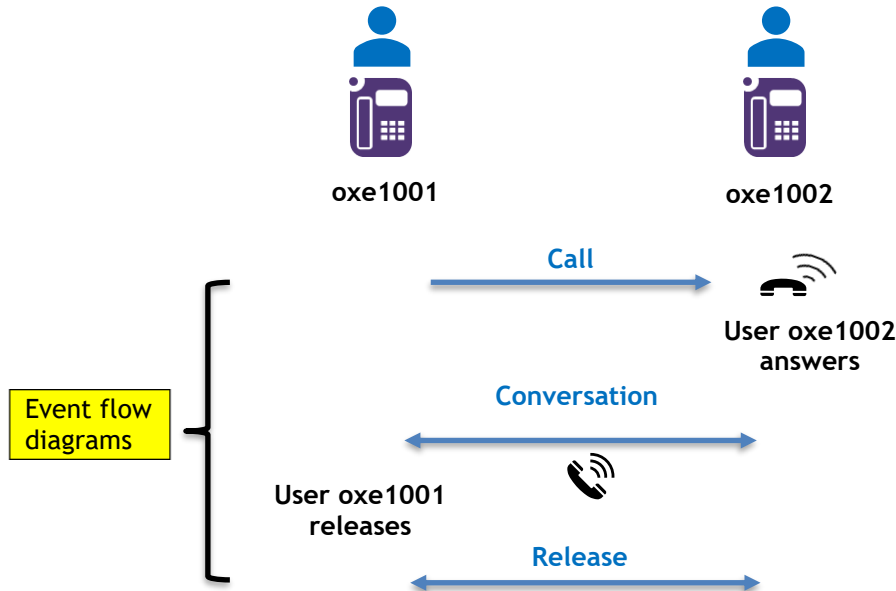 oxe1001
oxe1002
Call
User oxe1002
answers
Event flow
diagrams
Conversation
User oxe1001
releases
Release